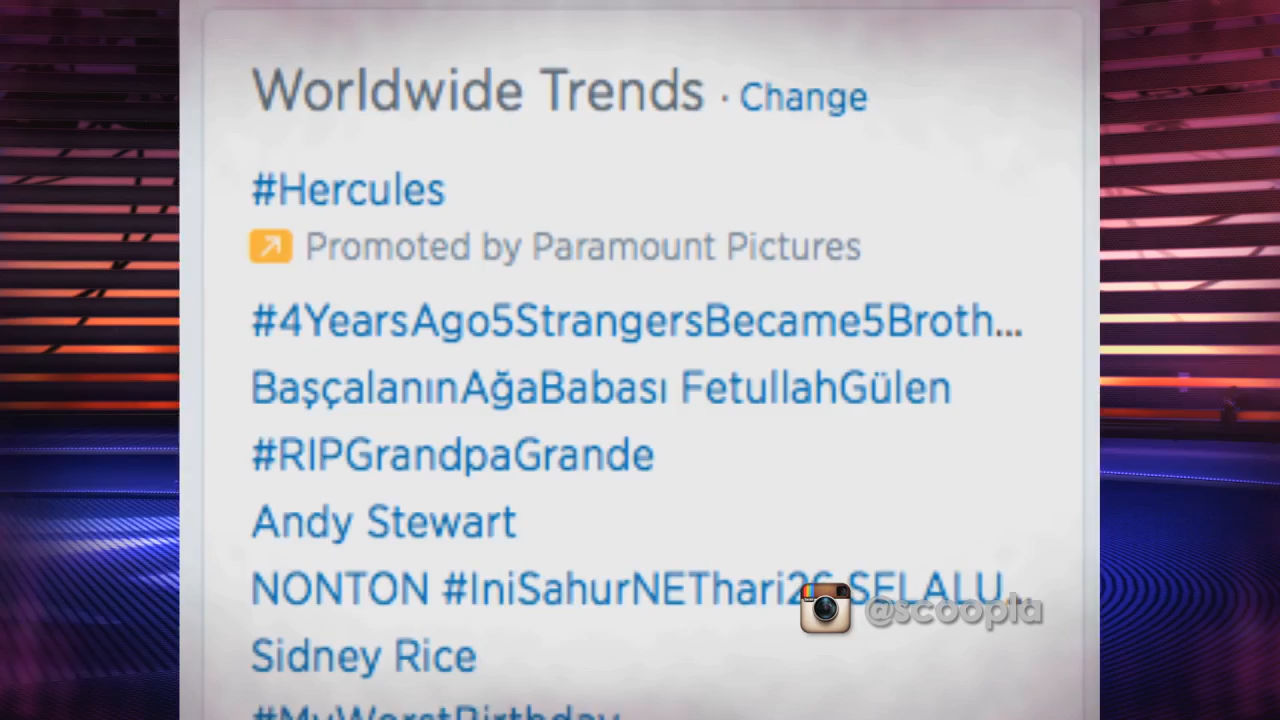 Worldwide Trends · Change
#Hercules
Promoted by Paramount Pictures
#4YearsAgo5StrangersBecame5Broth...
BaşçalanınAğaBabası FetullahGülen
#RIPGrandpaGrande
Andy Stewart
NONTON #IniSahurNEThari26 SELALU...
@scoopla
Sidney Rice
#MyWorstBirthday